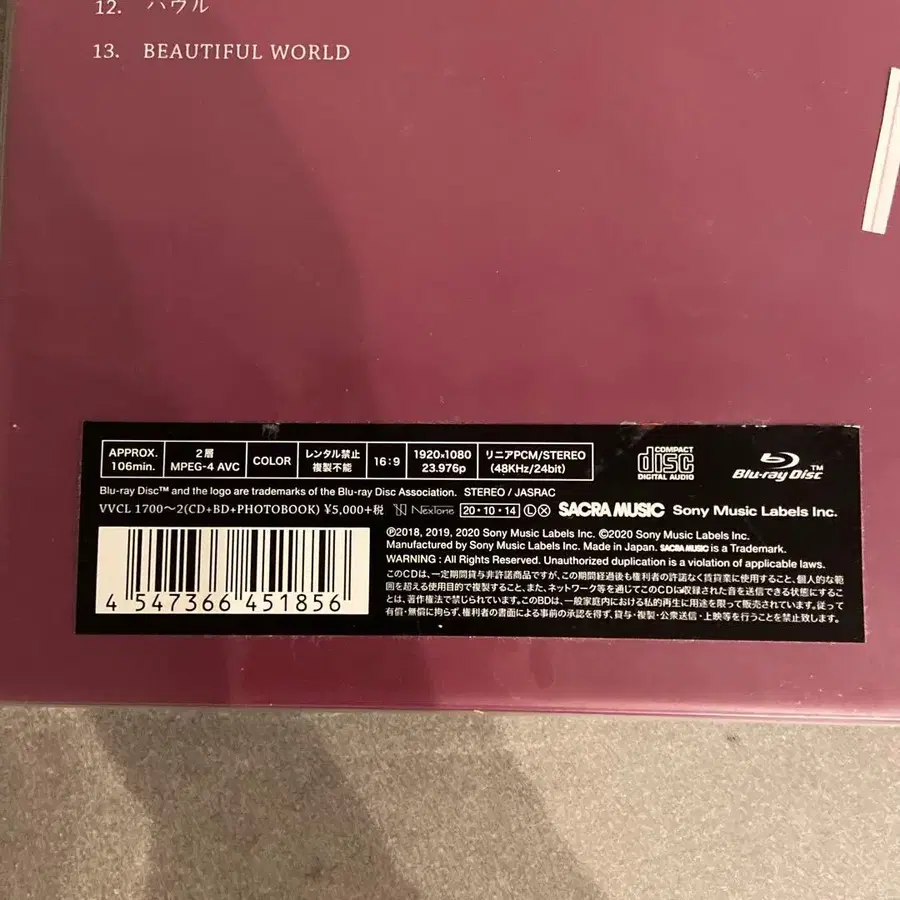 12. ハウル
13. BEAUTIFUL WORLD
APPROX. 106min.
2層 MPEG-4 AVC
COLOR
レンタル禁止 複製不能
16:9
1920×1080 23.976p
リニアPCM/STEREO (48KHz/24bit)
COMPACT disc DIGITAL AUDIO
Blu-ray Disc™
Blu-ray Disc™ and the logo are trademarks of the Blu-ray Disc Association. STEREO / JASRAC
VVCL 1700〜2(CD+BD+PHOTOBOOK) ¥5,000+税 N NexTone 20・10・14 Ⓛ Ⓧ SACRA MUSIC Sony Music Labels Inc.
℗2018, 2019, 2020 Sony Music Labels Inc. ©2020 Sony Music Labels Inc.
Manufactured by Sony Music Labels Inc. Made in Japan. SACRA MUSIC is a Trademark.
WARNING : All Rights Reserved. Unauthorized duplication is a violation of applicable laws.
このCDは、一定期間貸与非許諾商品ですが、この期間経過後も権利者の許諾なく賃貸業に使用すること、個人的な範
囲を超える使用目的で複製すること、また、ネットワーク等を通じてこのCDに収録された音を送信できる状態にするこ
とは、著作権法で禁じられています。このBDは、一般家庭内における私的再生に用途を限って販売されています。従って
有償・無償に拘らず、権利者の書面による事前の承認を得ず、貸与・複製・公衆送信・上映等を行うことを禁止致します。
4 547366 451856